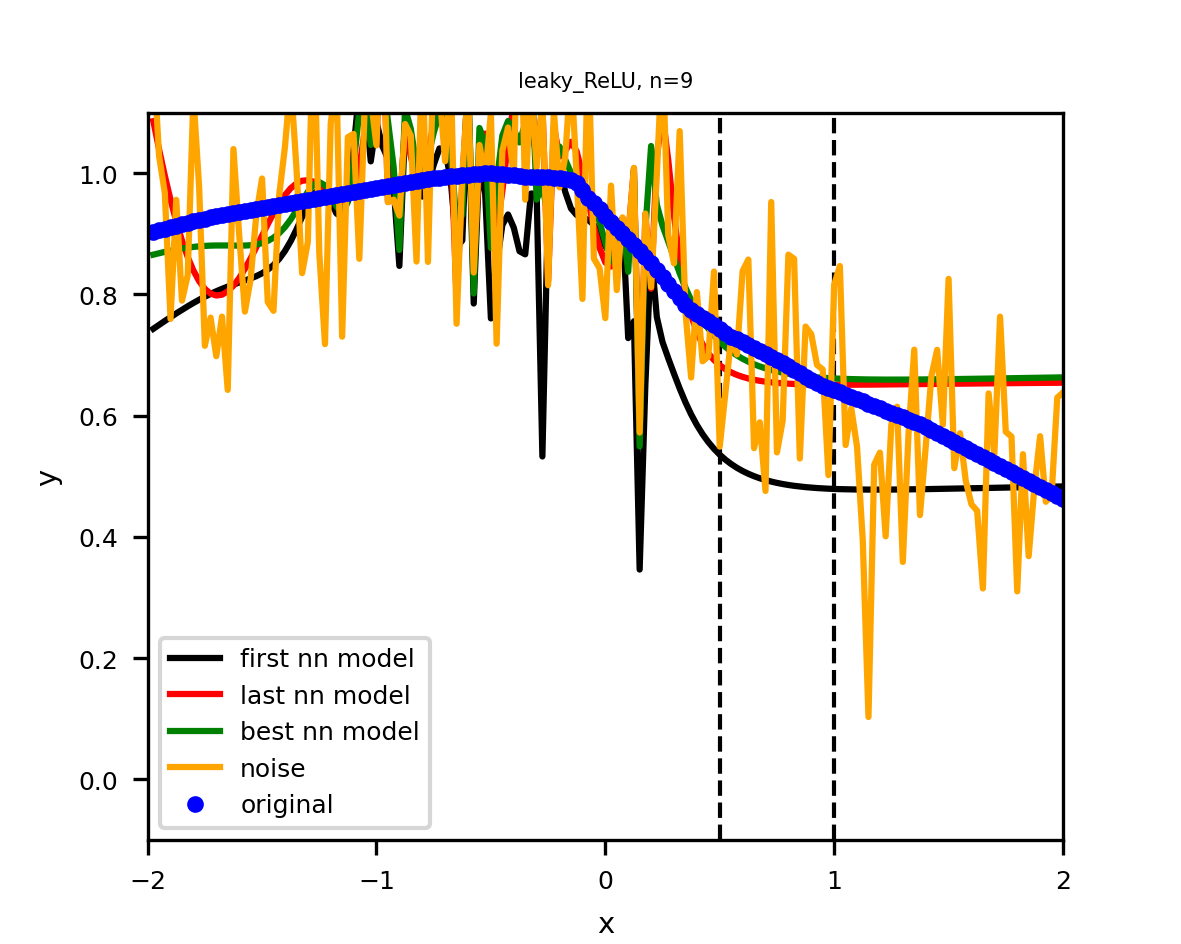 leaky_ReLU, n=9
1.0
0.8
0.6
0.4
0.2
0.0
y
first nn model
last nn model
best nn model
noise
original
−2
−1
0
1
2
x